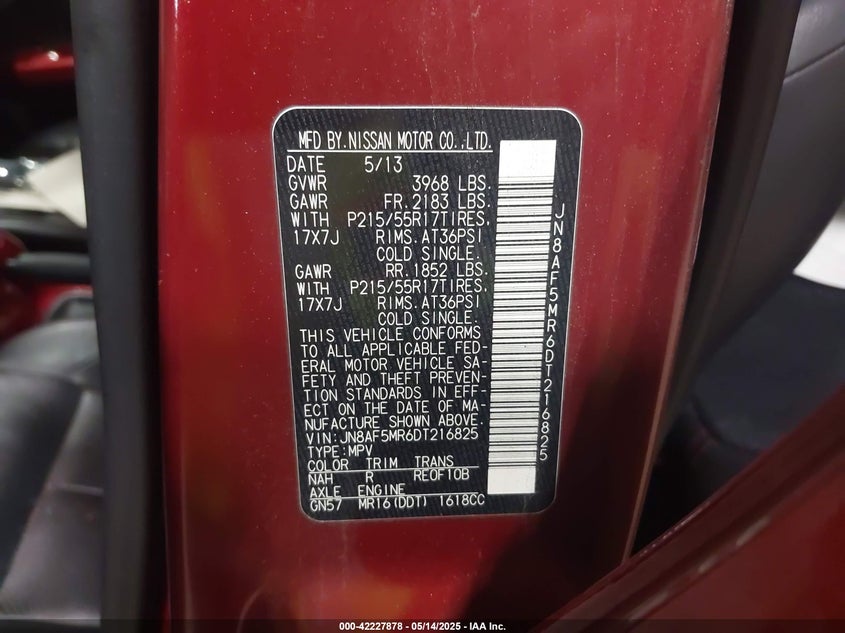 MFD BY.NISSAN MOTOR CO.,LTD.
DATE 5/13
GVWR 3968 LBS.
GAWR FR.2183 LBS.
WITH P215/55R17TIRES.
17X7J RIMS.AT36PSI
COLD SINGLE.
GAWR RR.1852 LBS.
WITH P215/55R17TIRES.
17X7J RIMS.AT36PSI
COLD SINGLE.
THIS VEHICLE CONFORMS
TO ALL APPLICABLE FED-
ERAL MOTOR VEHICLE SA-
FETY AND THEFT PREVEN-
TION STANDARDS IN EFF-
ECT ON THE DATE OF MA-
NUFACTURE SHOWN ABOVE.
VIN:JN8AF5MR6DT216825
TYPE:MPV
COLOR TRIM TRANS
NAH R RE0F10B
AXLE ENGINE
GN57 MR16(DDT) 1618CC
JN8AF5MR6DT216825
000-42227878 - 05/14/2025 - IAA Inc.